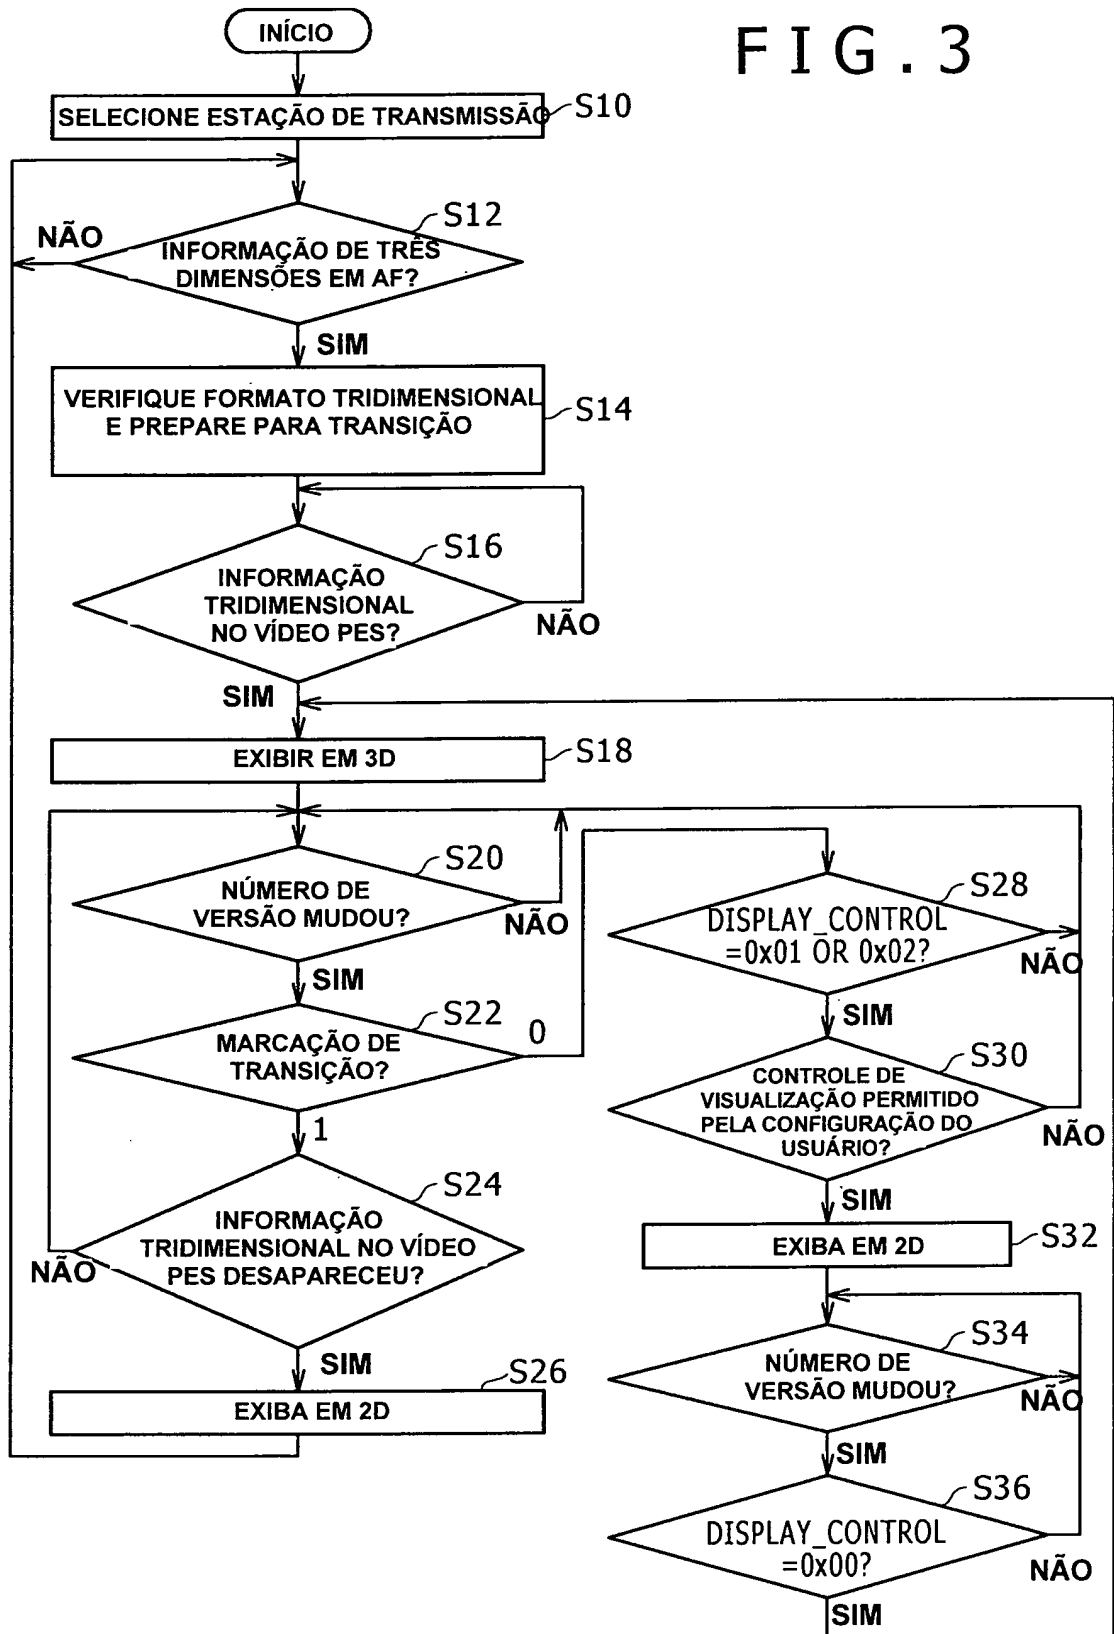 FIG.3
INÍCIO
SELECIONE ESTAÇÃO DE TRANSMISSÃO
S10
S12
NÃO
INFORMAÇÃO DE TRÊS
DIMENSÕES EM AF?
SIM
VERIFIQUE FORMATO TRIDIMENSIONAL
E PREPARE PARA TRANSIÇÃO
S14
S16
INFORMAÇÃO
TRIDIMENSIONAL
NO VÍDEO PES?
NÃO
SIM
EXIBIR EM 3D
S18
S20
NÚMERO DE
VERSÃO MUDOU?
NÃO
SIM
S22
0
MARCAÇÃO DE
TRANSIÇÃO?
1
S24
INFORMAÇÃO
TRIDIMENSIONAL NO VÍDEO
PES DESAPARECEU?
NÃO
SIM
S26
EXIBA EM 2D
S28
DISPLAY_CONTROL
=0x01 OR 0x02?
NÃO
SIM
S30
CONTROLE DE
VISUALIZAÇÃO PERMITIDO
PELA CONFIGURAÇÃO DO
USUÁRIO?
NÃO
SIM
EXIBA EM 2D
S32
S34
NÚMERO DE
VERSÃO MUDOU?
NÃO
SIM
S36
DISPLAY_CONTROL
=0x00?
NÃO
SIM